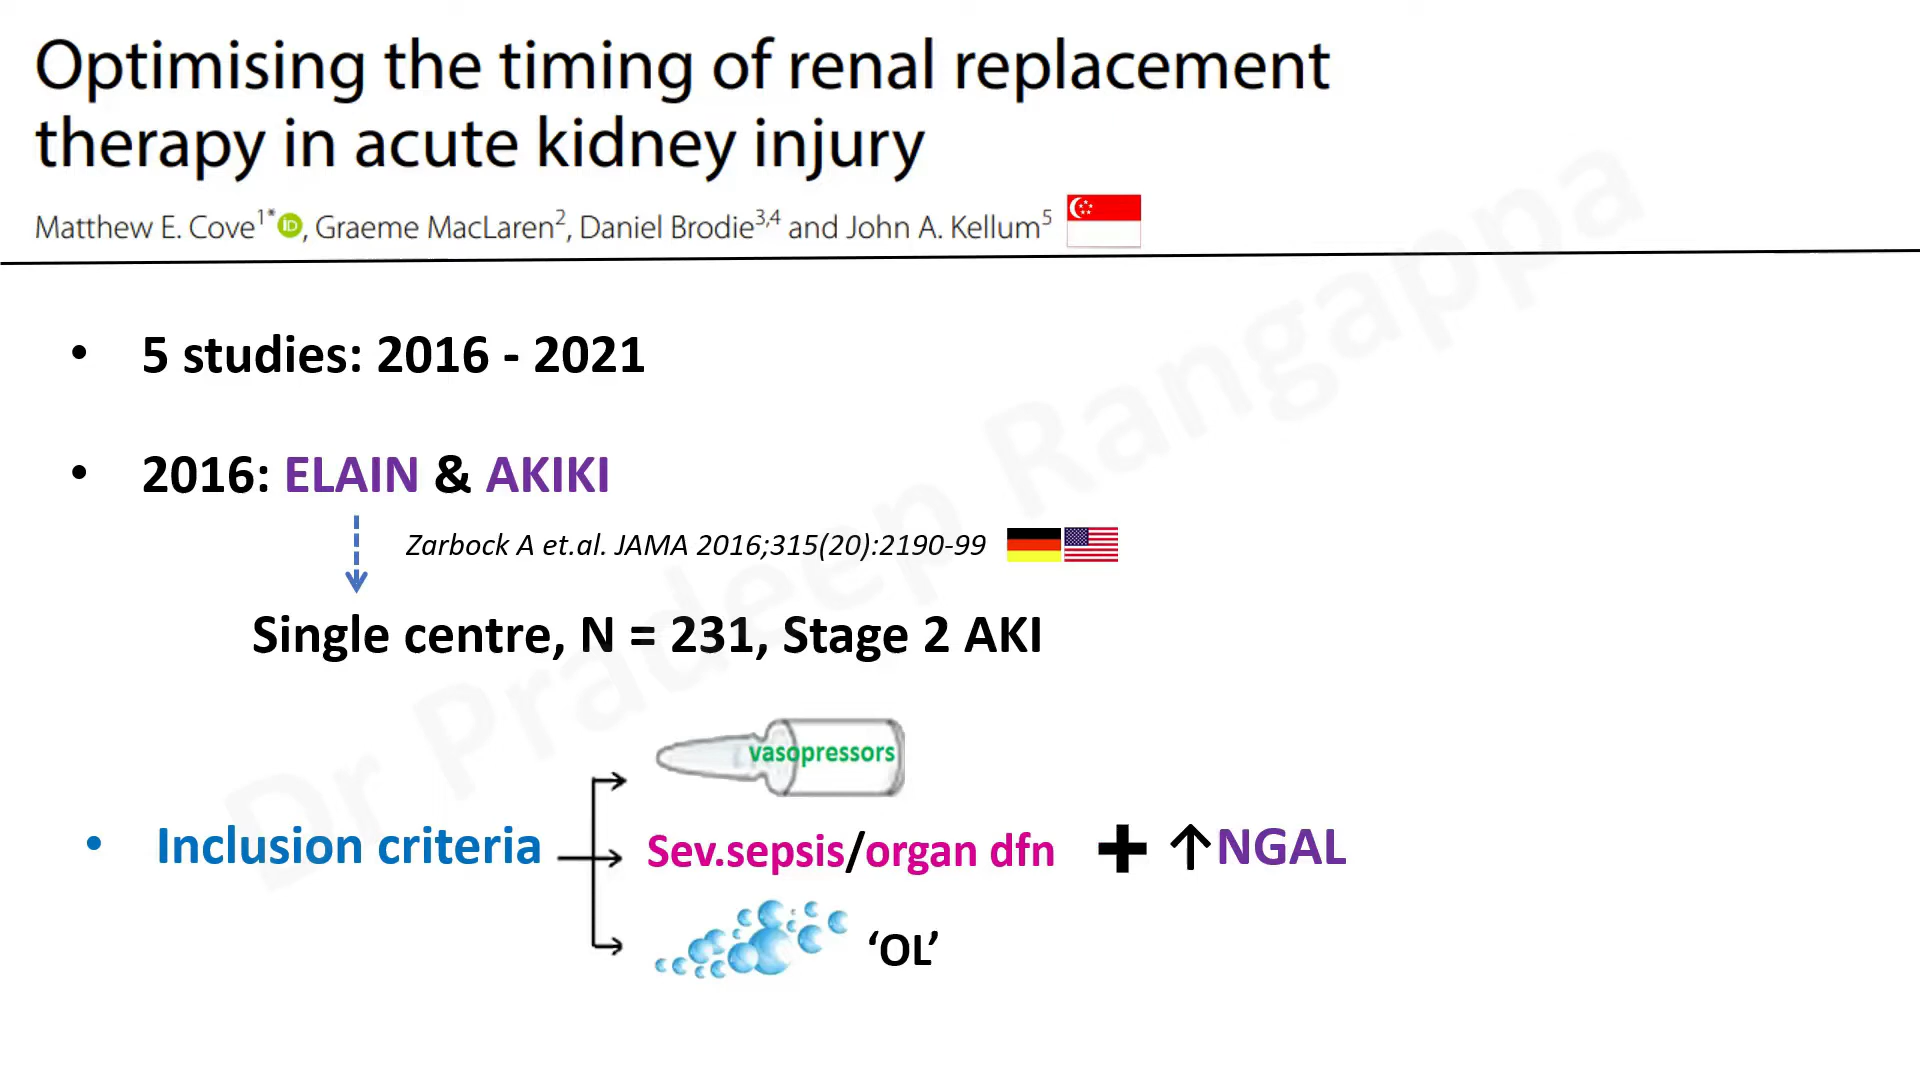 Optimising the timing of renal replacement
therapy in acute kidney injury
Matthew E. Cove1*iD, Graeme MacLaren2, Daniel Brodie3,4 and John A. Kellum5
• 5 studies: 2016 - 2021
• 2016: ELAIN & AKIKI
Zarbock A et.al. JAMA 2016;315(20):2190-99
Single centre, N = 231, Stage 2 AKI
vasopressors
• Inclusion criteria
Sev.sepsis/organ dfn + ↑NGAL
‘OL’
Dr Pradeep Rangappa